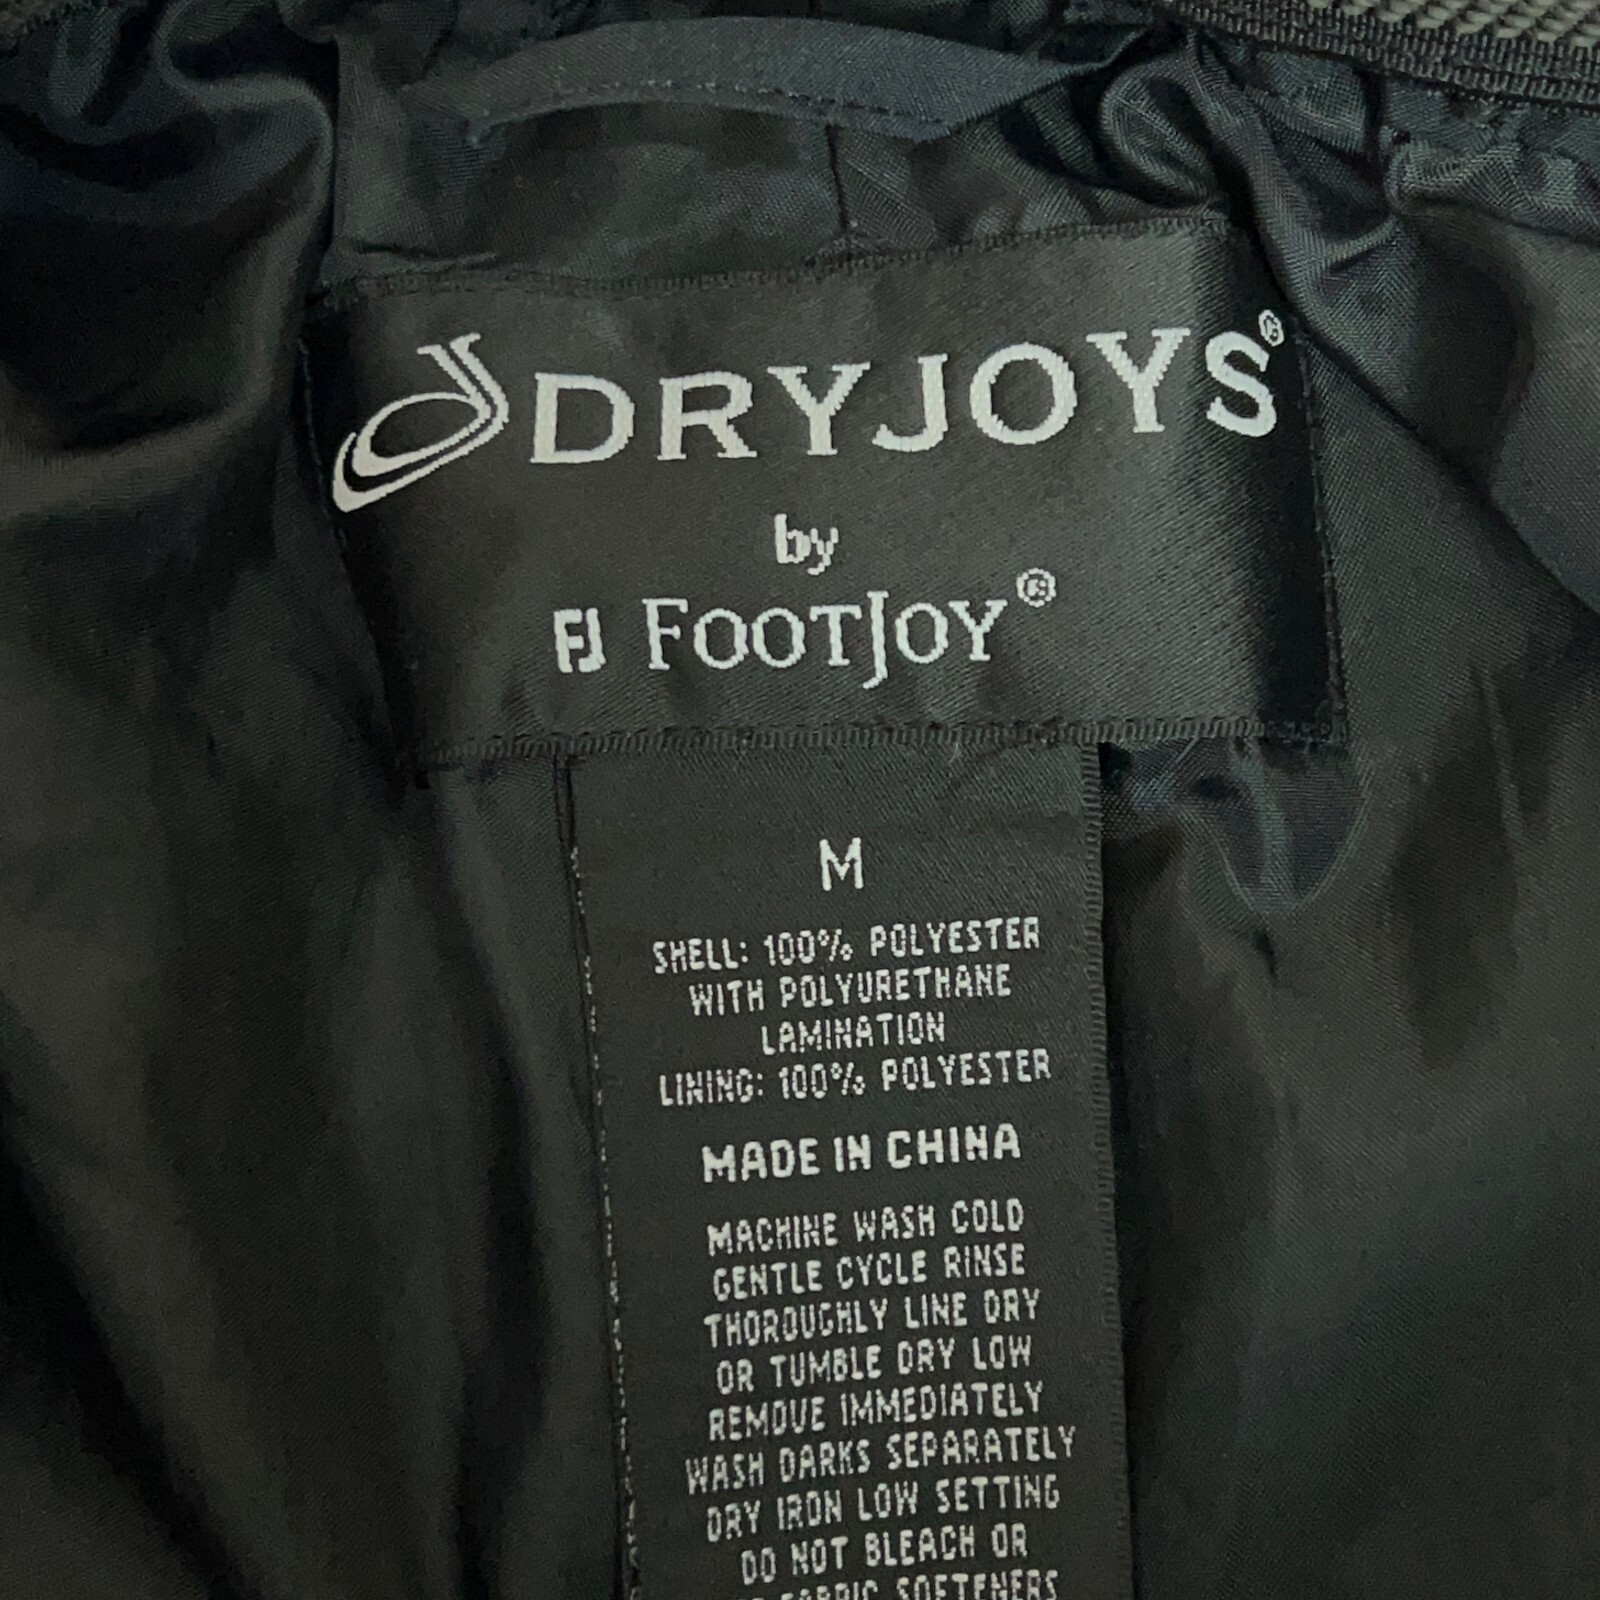 DRYJOYS®
by
FJ FOOTJOY®
M
SHELL: 100% POLYESTER
WITH POLYURETHANE
LAMINATION
LINING: 100% POLYESTER
MADE IN CHINA
MACHINE WASH COLD
GENTLE CYCLE RINSE
THOROUGHLY LINE DRY
OR TUMBLE DRY LOW
REMOVE IMMEDIATELY
WASH DARKS SEPARATELY
DRY IRON LOW SETTING
DO NOT BLEACH OR
FABRIC SOFTENERS